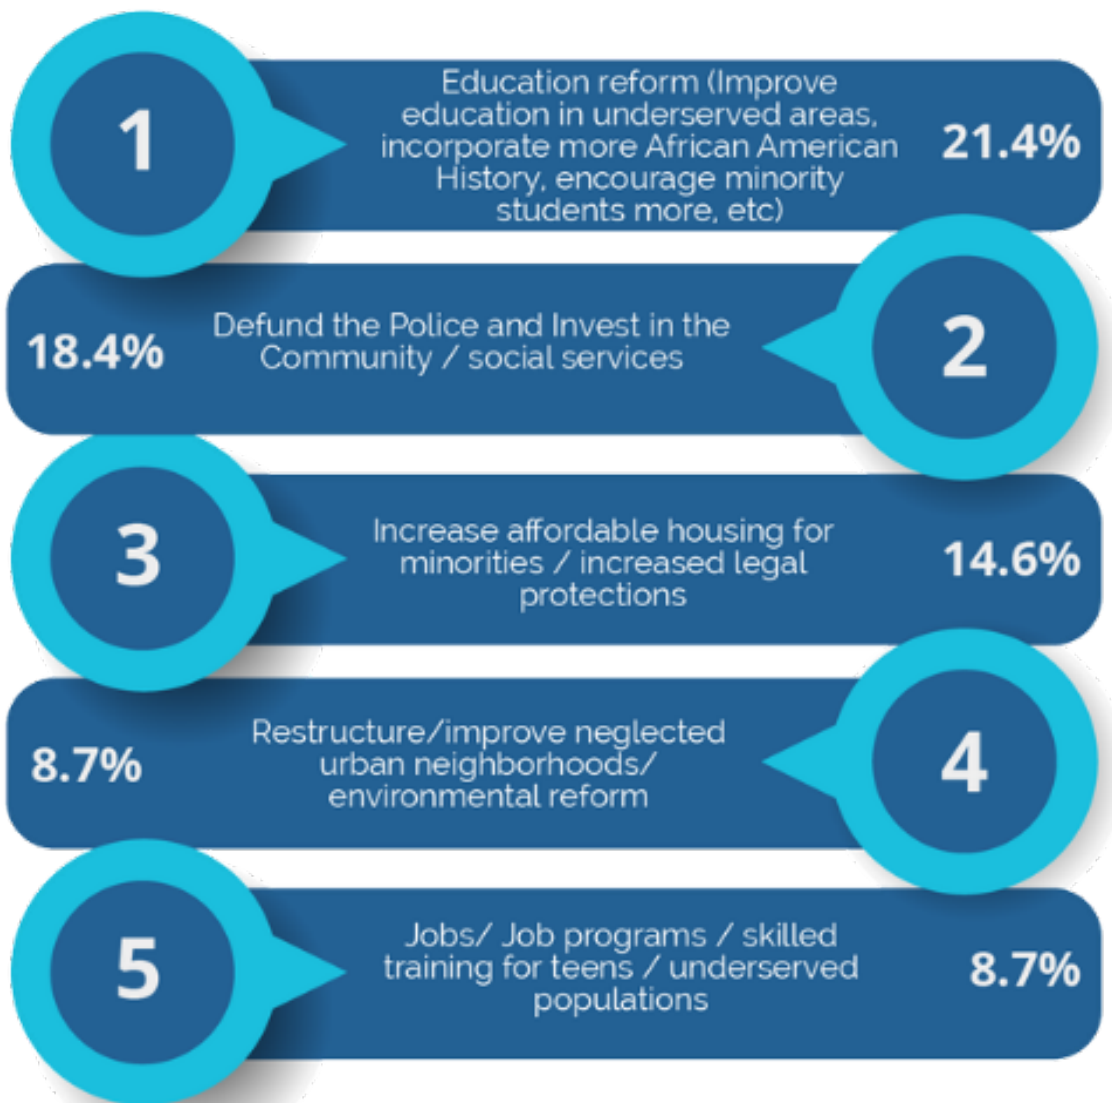 1
Education reform (Improve
education in underserved areas,
incorporate more African American
History, encourage minority
students more, etc)
21.4%
18.4%
Defund the Police and Invest in the
Community / social services
2
3
Increase affordable housing for
minorities / increased legal
protections
14.6%
8.7%
Restructure/improve neglected
urban neighborhoods/
environmental reform
4
5
Jobs/ Job programs / skilled
training for teens / underserved
populations
8.7%